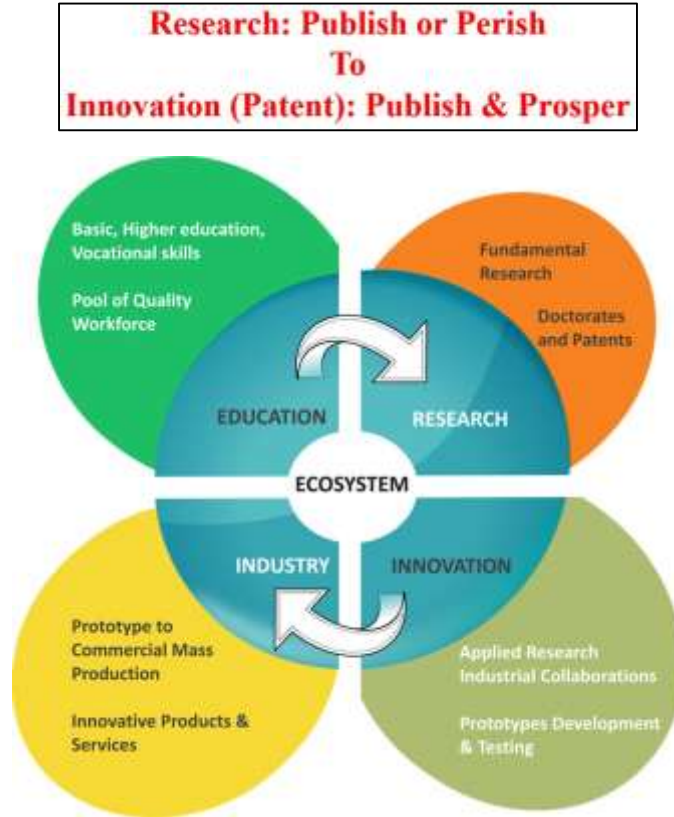 Research: Publish or Perish
To
Innovation (Patent): Publish & Prosper
Basic, Higher education,
Vocational skills
Pool of Quality
Workforce
Fundamental
Research
Doctorates
and Patents
EDUCATION
RESEARCH
ECOSYSTEM
INDUSTRY
INNOVATION
Prototype to
Commercial Mass
Production
Innovative Products &
Services
Applied Research
Industrial Collaborations
Prototypes Development
& Testing